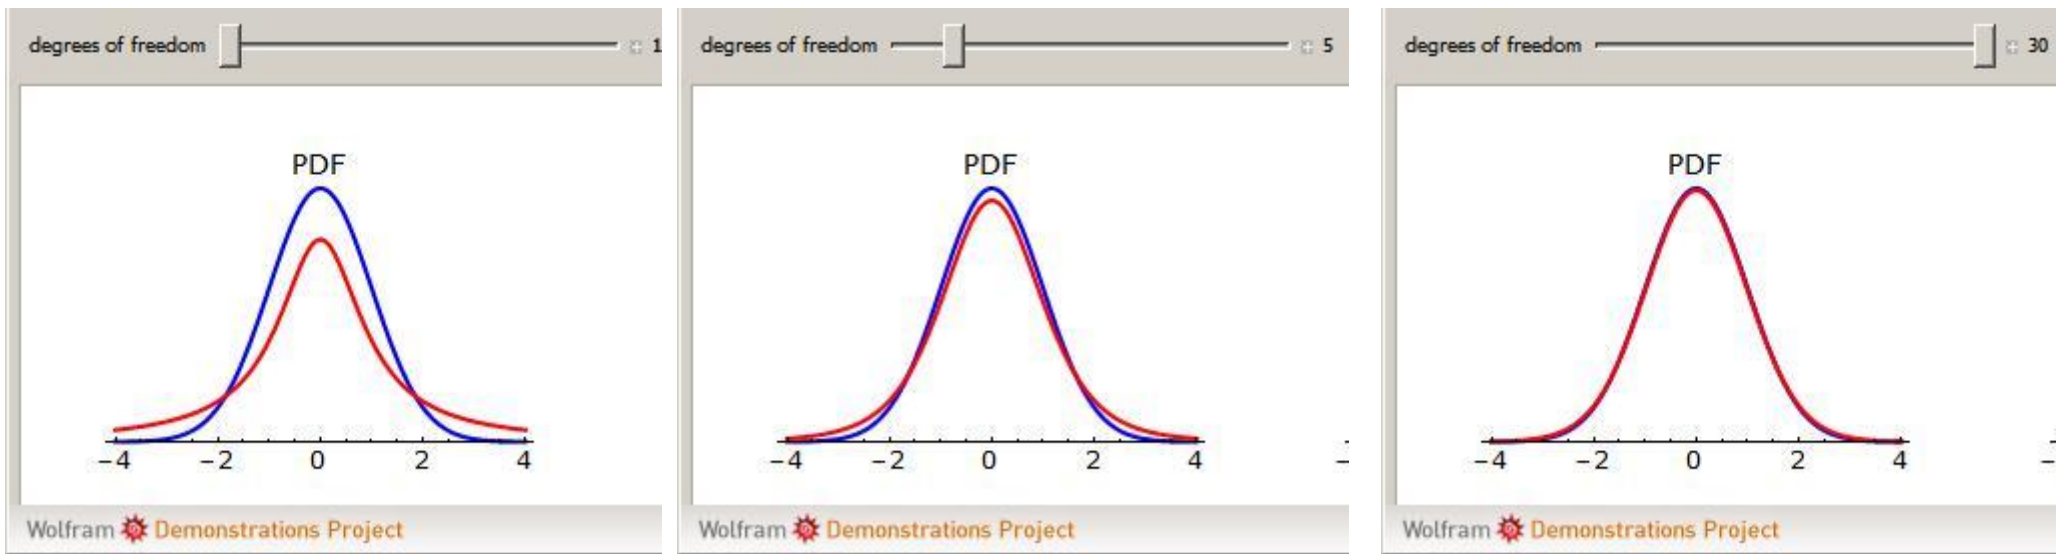 degrees of freedom 1
PDF
−4 −2 0 2 4
Wolfram Demonstrations Project
degrees of freedom 5
PDF
−4 −2 0 2 4
Wolfram Demonstrations Project
degrees of freedom 30
PDF
−4 −2 0 2 4
Wolfram Demonstrations Project